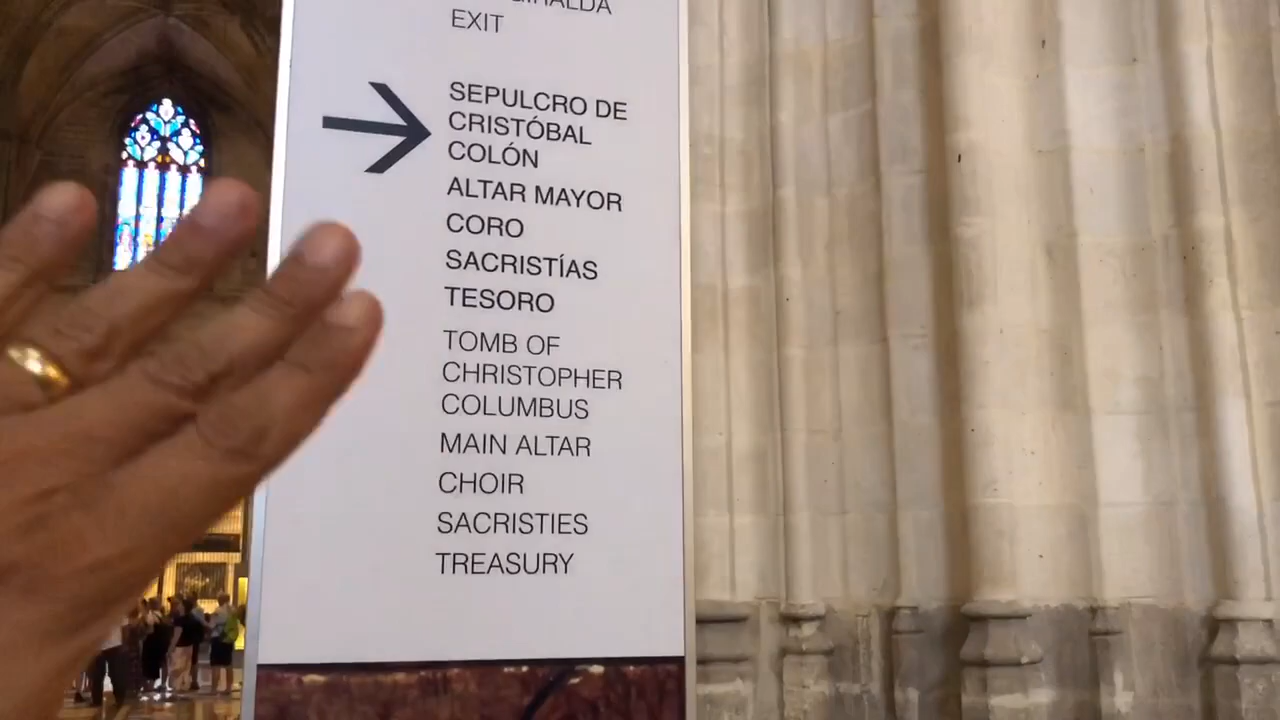 GIRALDA
EXIT
SEPULCRO DE
CRISTÓBAL
COLÓN
ALTAR MAYOR
CORO
SACRISTÍAS
TESORO
TOMB OF
CHRISTOPHER
COLUMBUS
MAIN ALTAR
CHOIR
SACRISTIES
TREASURY